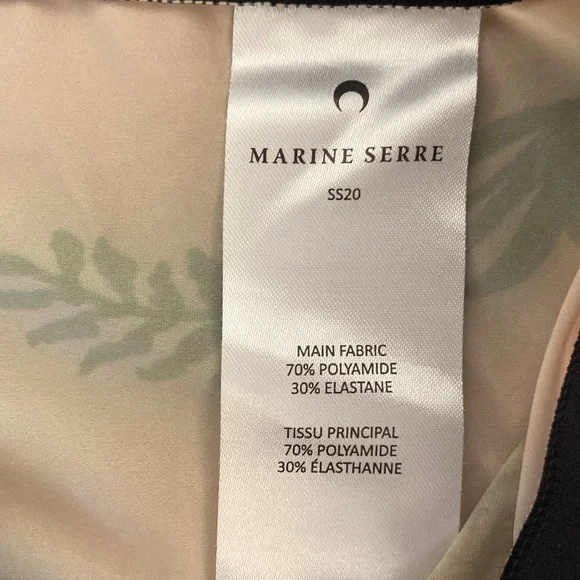 MARINE SERRE
SS20
MAIN FABRIC
70% POLYAMIDE
30% ELASTANE
TISSU PRINCIPAL
70% POLYAMIDE
30% ÉLASTHANNE